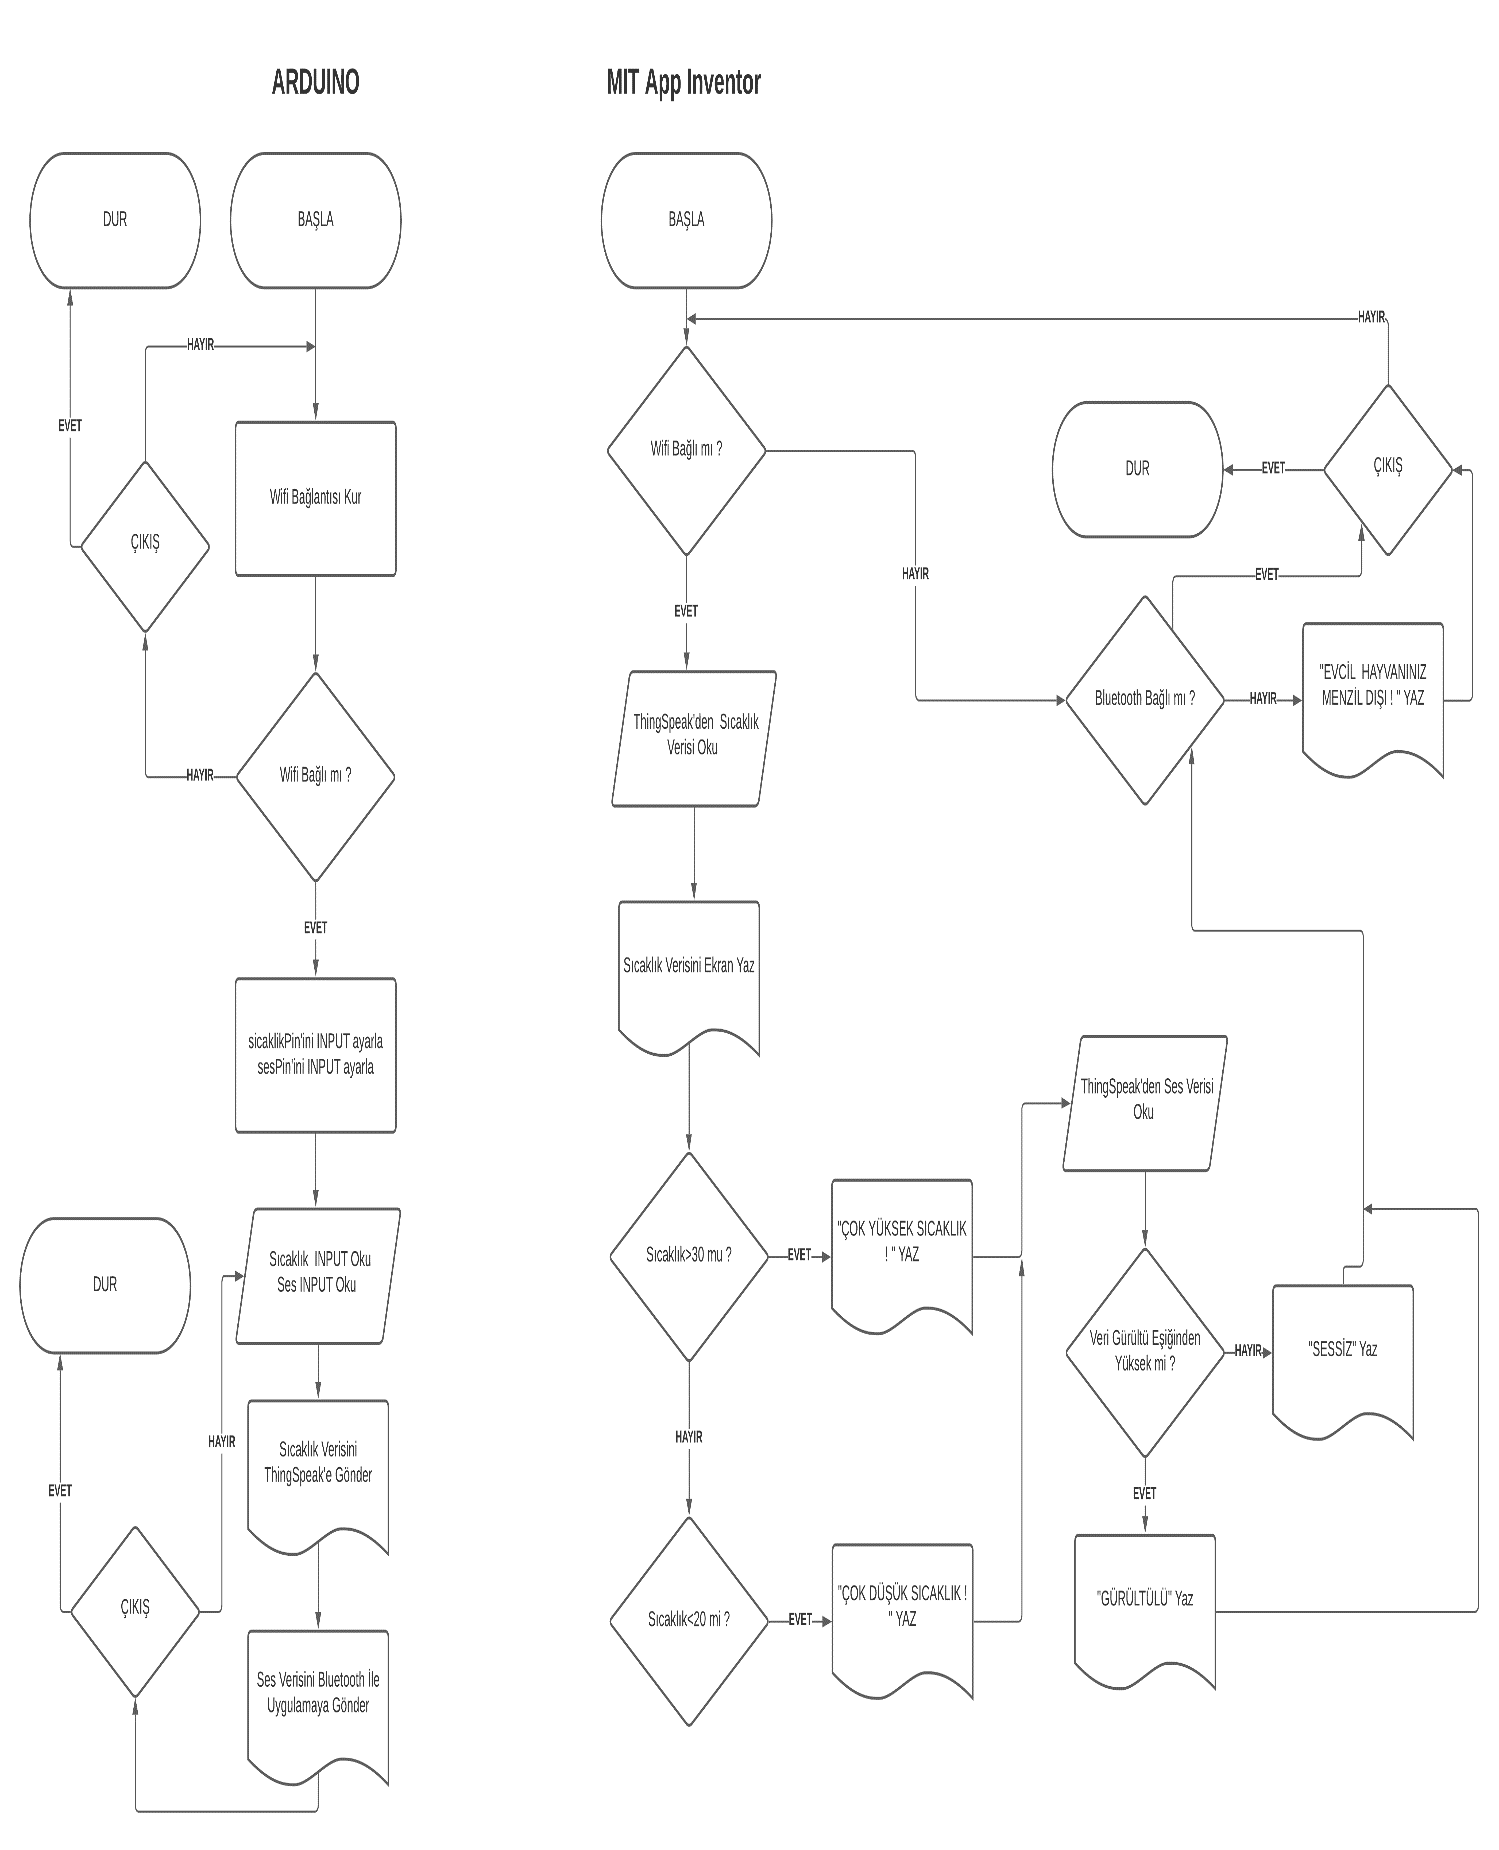 ARDUINO
DUR
BAŞLA
HAYIR
EVET
ÇIKIŞ
Wifi Bağlantısı Kur
HAYIR
Wifi Bağlı mı ?
EVET
sicaklikPin'ini INPUT ayarla
sesPin'ini INPUT ayarla
DUR
Sıcaklık INPUT Oku
Ses INPUT Oku
HAYIR
EVET
Sıcaklık Verisini
ThingSpeak'e Gönder
ÇIKIŞ
Ses Verisini Bluetooth İle
Uygulamaya Gönder
MIT App Inventor
BAŞLA
HAYIR
Wifi Bağlı mı ?
DUR
EVET
ÇIKIŞ
HAYIR
EVET
EVET
ThingSpeak'den Sıcaklık
Verisi Oku
Bluetooth Bağlı mı ?
HAYIR
"EVCİL HAYVANINIZ
MENZİL DIŞI ! " YAZ
Sıcaklık Verisini Ekran Yaz
ThingSpeak'den Ses Verisi
Oku
Sıcaklık>30 mu ?
EVET
"ÇOK YÜKSEK SICAKLIK
! " YAZ
Veri Gürültü Eşiğinden
Yüksek mi ?
HAYIR
"SESSİZ" Yaz
HAYIR
EVET
Sıcaklık<20 mi ?
EVET
"ÇOK DÜŞÜK SICAKLIK !
" YAZ
"GÜRÜLTÜLÜ" Yaz